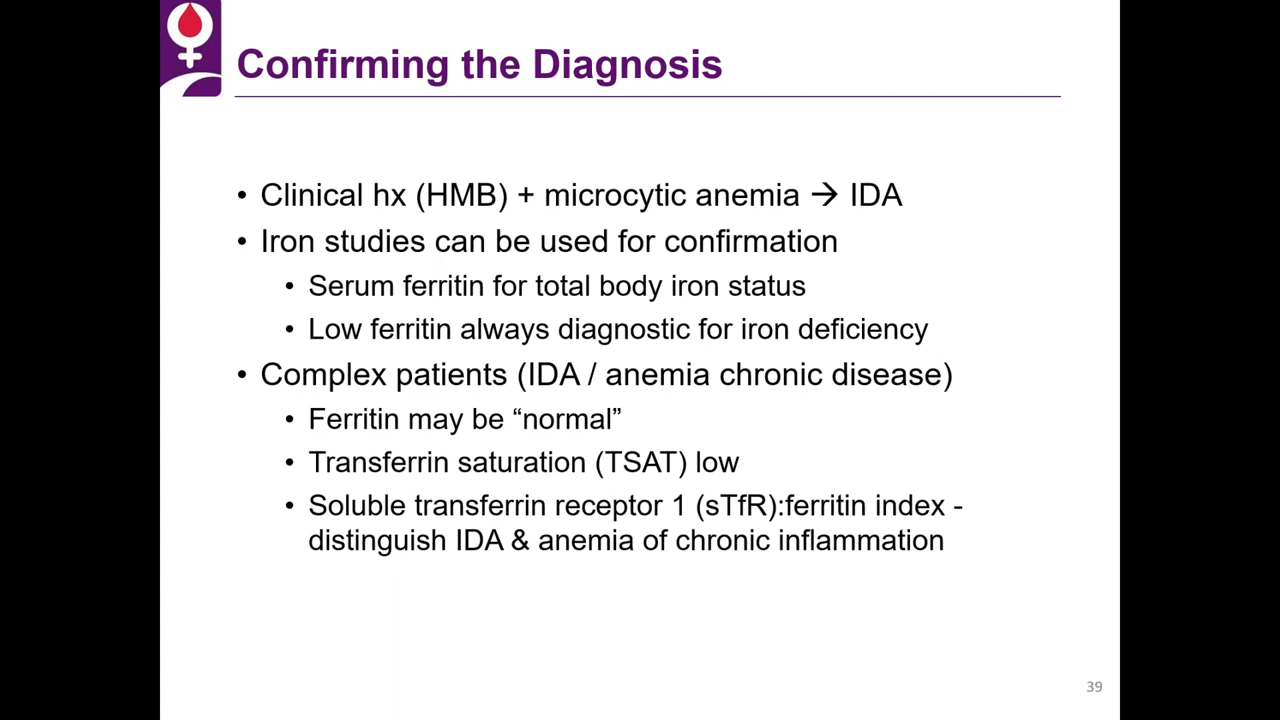 Confirming the Diagnosis
• Clinical hx (HMB) + microcytic anemia → IDA
• Iron studies can be used for confirmation
• Serum ferritin for total body iron status
• Low ferritin always diagnostic for iron deficiency
• Complex patients (IDA / anemia chronic disease)
• Ferritin may be “normal”
• Transferrin saturation (TSAT) low
• Soluble transferrin receptor 1 (sTfR):ferritin index -
distinguish IDA & anemia of chronic inflammation
39